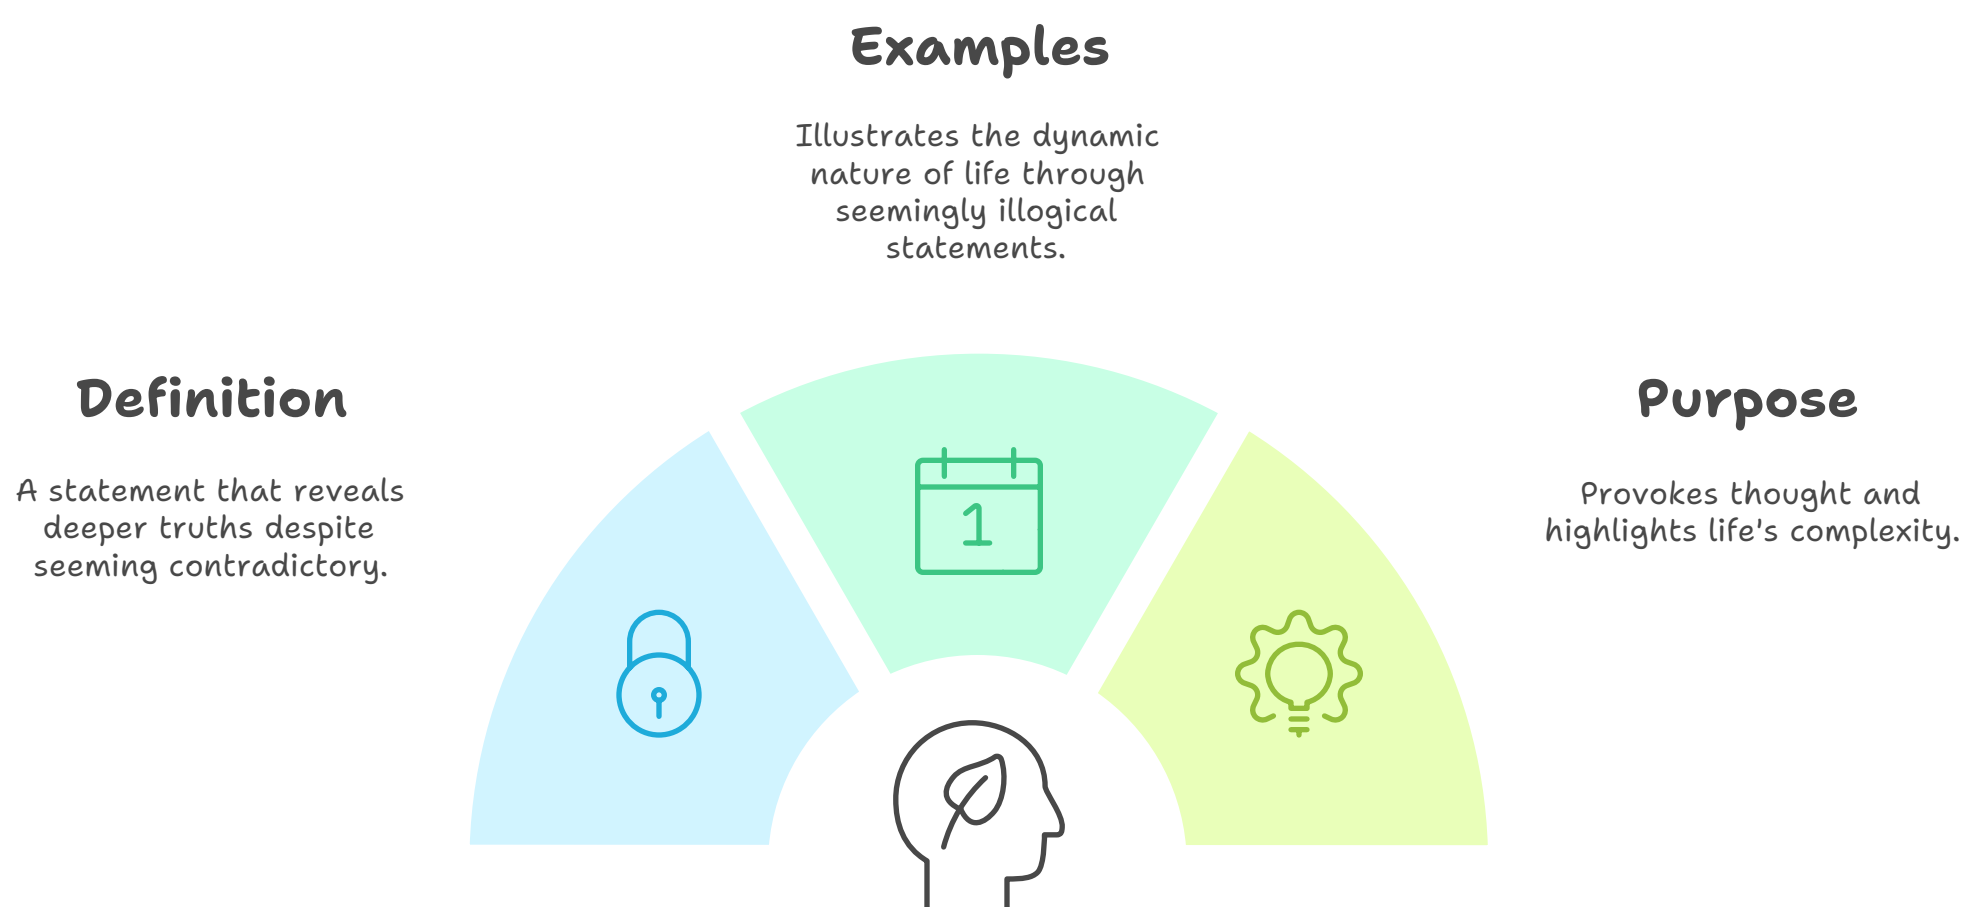 Examples
Illustrates the dynamic
nature of life through
seemingly illogical
statements.
Definition
A statement that reveals
deeper truths despite
seeming contradictory.
Purpose
Provokes thought and
highlights life's complexity.
1